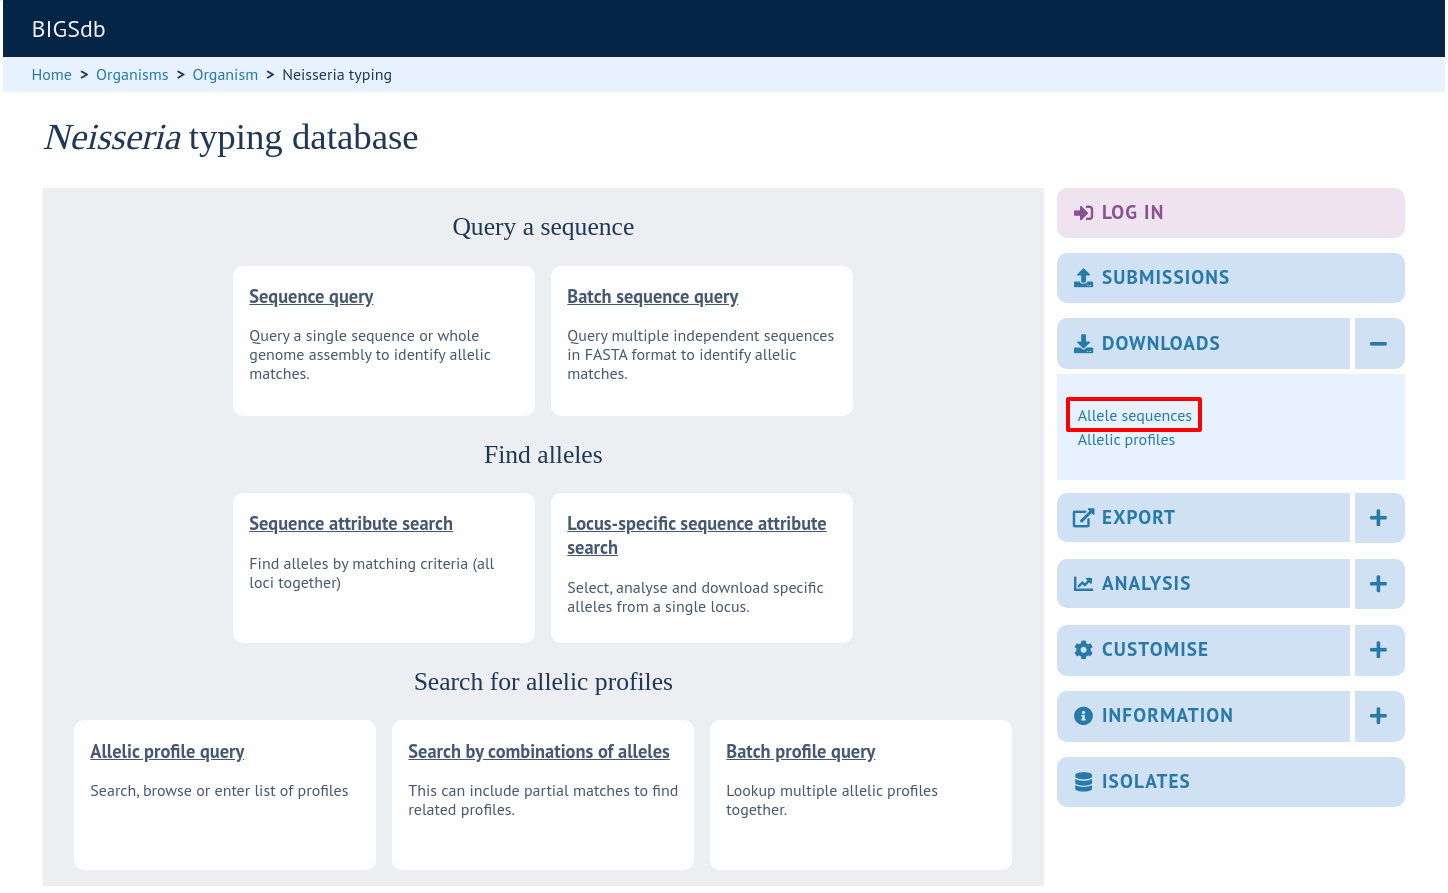 BIGSdb
Home > Organisms > Organism > Neisseria typing
Neisseria typing database
Query a sequence
Sequence query
Query a single sequence or whole
genome assembly to identify allelic
matches.
Batch sequence query
Query multiple independent sequences
in FASTA format to identify allelic
matches.
Find alleles
Sequence attribute search
Find alleles by matching criteria (all
loci together)
Locus-specific sequence attribute
search
Select, analyse and download specific
alleles from a single locus.
Search for allelic profiles
Allelic profile query
Search, browse or enter list of profiles
Search by combinations of alleles
This can include partial matches to find
related profiles.
Batch profile query
Lookup multiple allelic profiles
together.
LOG IN
SUBMISSIONS
DOWNLOADS
Allele sequences
Allelic profiles
EXPORT
ANALYSIS
CUSTOMISE
INFORMATION
ISOLATES